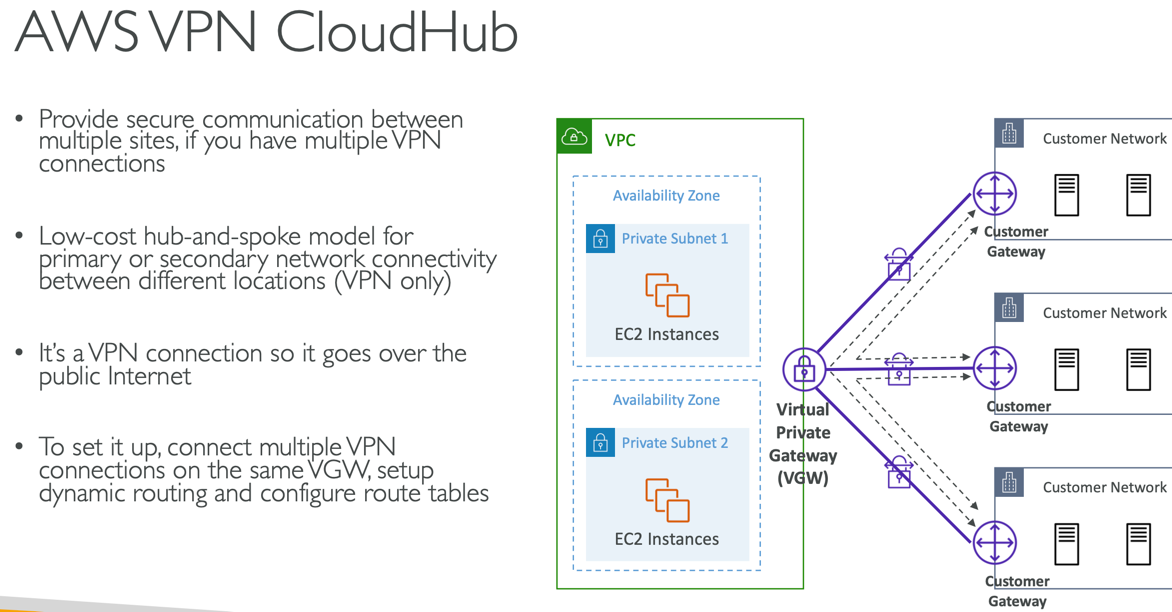 AWS VPN CloudHub
• Provide secure communication between
multiple sites, if you have multiple VPN
connections
• Low-cost hub-and-spoke model for
primary or secondary network connectivity
between different locations (VPN only)
• It's a VPN connection so it goes over the
public Internet
• To set it up, connect multiple VPN
connections on the same VGW, setup
dynamic routing and configure route tables
VPC
Availability Zone
Private Subnet 1
EC2 Instances
Availability Zone
Private Subnet 2
EC2 Instances
Virtual
Private
Gateway
(VGW)
Customer Network
Customer
Gateway
Customer Network
Customer
Gateway
Customer Network
Customer
Gateway